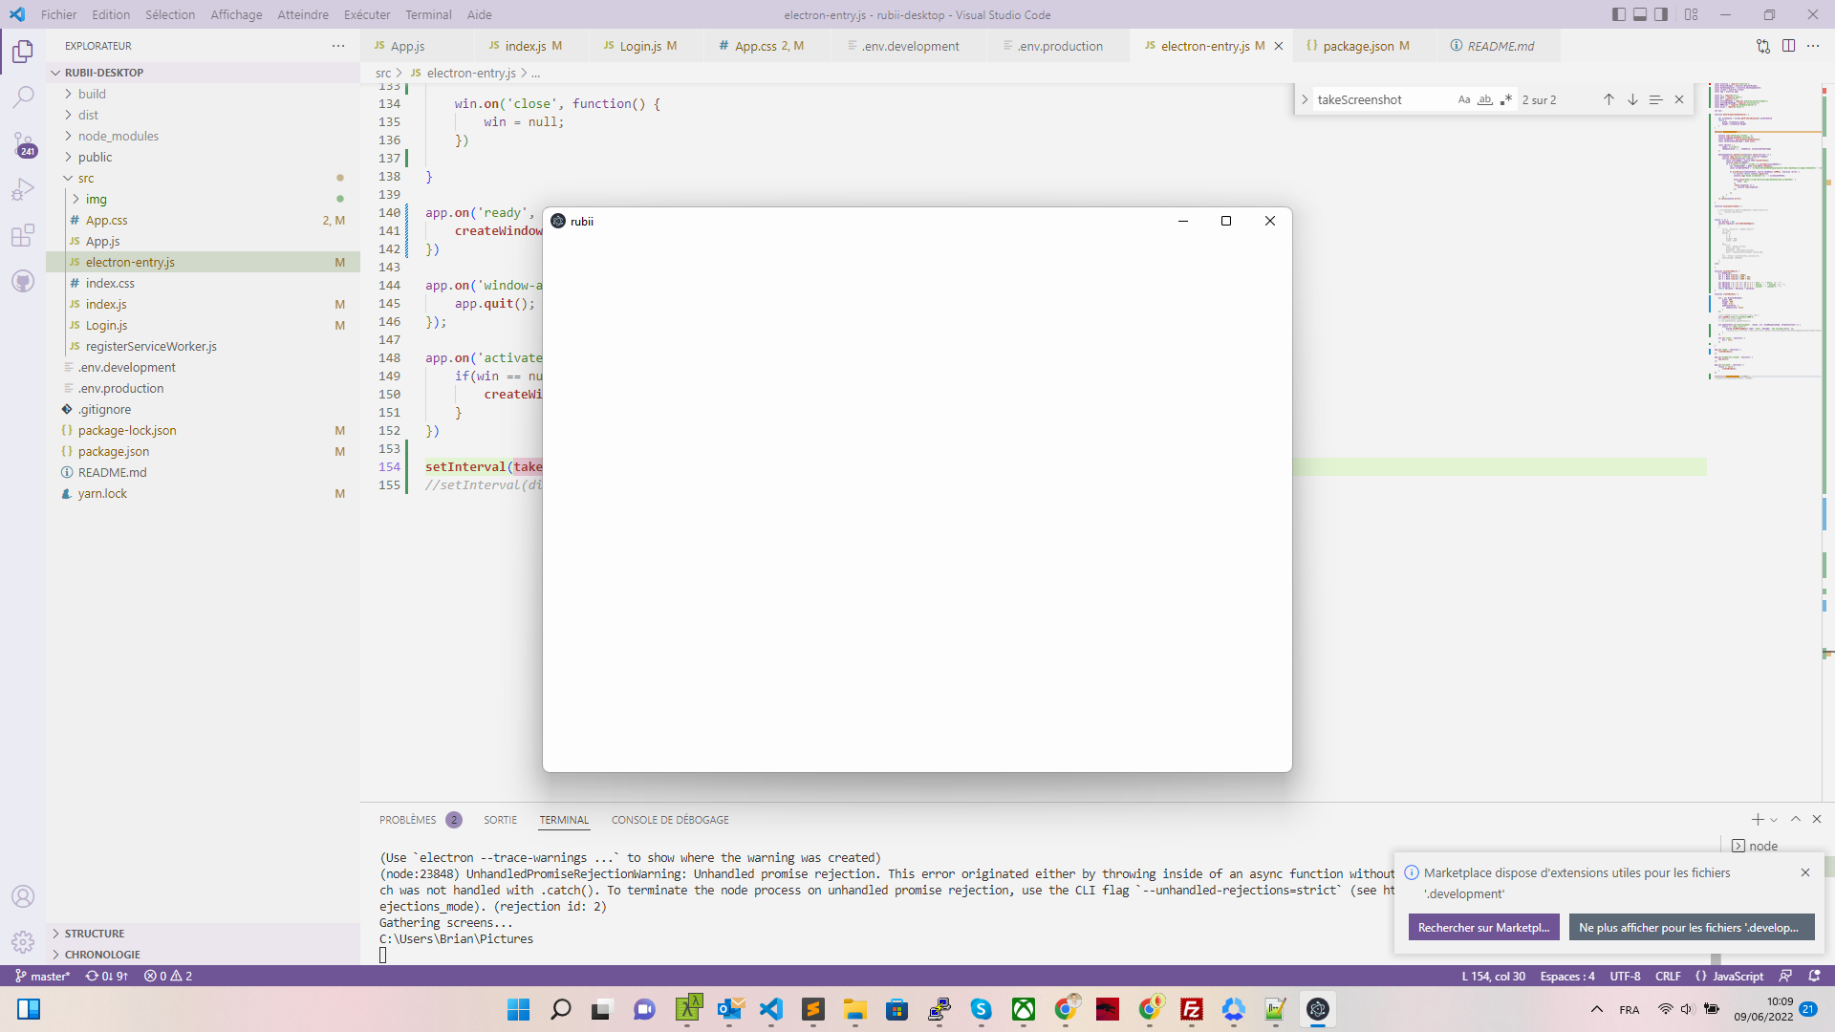 Fichier Edition Sélection Affichage Atteindre Exécuter Terminal Aide
electron-entry.js - rubii-desktop - Visual Studio Code
EXPLORATEUR
RUBII-DESKTOP
build
dist
node_modules
public
src
img
App.css 2, M
App.js
electron-entry.js M
index.css
index.js M
Login.js M
registerServiceWorker.js
.env.development
.env.production
.gitignore
package-lock.json M
package.json M
README.md
yarn.lock M
STRUCTURE
CHRONOLOGIE
241
JS App.js
JS index.js M
JS Login.js M
# App.css 2, M
.env.development
.env.production
JS electron-entry.js M
{} package.json M
README.md
src > JS electron-entry.js > ...
takeScreenshot Aa ab 2 sur 2
133
134 win.on('close', function() {
135 win = null;
136 })
137
138 }
139
140 app.on('ready',
141 createWindow
142 })
143
144 app.on('window-a
145 app.quit();
146 });
147
148 app.on('activate
149 if(win == nu
150 createWi
151 }
152 })
153
154 setInterval(take
155 //setInterval(di
rubii
PROBLÈMES 2 SORTIE TERMINAL CONSOLE DE DÉBOGAGE
node
(Use `electron --trace-warnings ...` to show where the warning was created)
(node:23848) UnhandledPromiseRejectionWarning: Unhandled promise rejection. This error originated either by throwing inside of an async function without
ch was not handled with .catch(). To terminate the node process on unhandled promise rejection, use the CLI flag `--unhandled-rejections=strict` (see ht
ejections_mode). (rejection id: 2)
Gathering screens...
C:\Users\Brian\Pictures
Marketplace dispose d'extensions utiles pour les fichiers
'.development'
Rechercher sur Marketpl...
Ne plus afficher pour les fichiers '.develop...
master* 0↓ 9↑ 0 2
L 154, col 30 Espaces : 4 UTF-8 CRLF {} JavaScript
FRA
10:09
09/06/2022
21